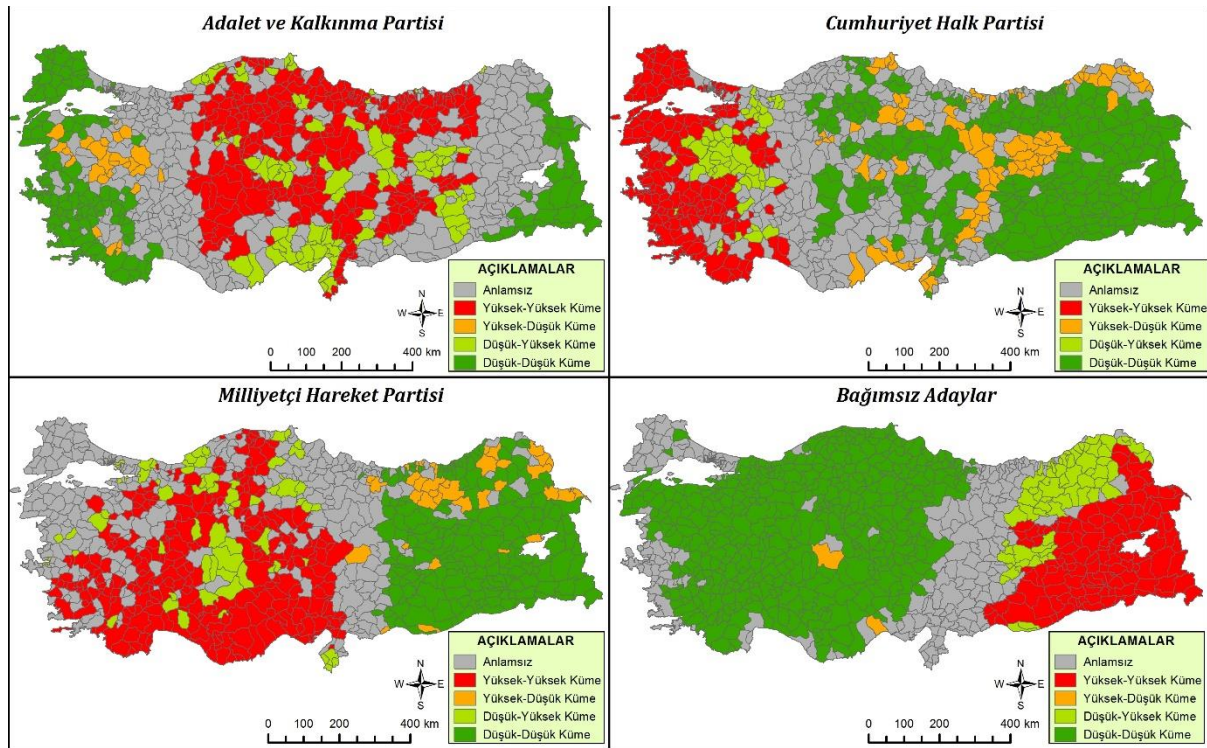 Adalet ve Kalkınma Partisi
AÇIKLAMALAR
Anlamsız
Yüksek-Yüksek Küme
Yüksek-Düşük Küme
Düşük-Yüksek Küme
Düşük-Düşük Küme
N
W E
S
0 100 200 400 km
Cumhuriyet Halk Partisi
AÇIKLAMALAR
Anlamsız
Yüksek-Yüksek Küme
Yüksek-Düşük Küme
Düşük-Yüksek Küme
Düşük-Düşük Küme
N
W E
S
0 100 200 400 km
Milliyetçi Hareket Partisi
AÇIKLAMALAR
Anlamsız
Yüksek-Yüksek Küme
Yüksek-Düşük Küme
Düşük-Yüksek Küme
Düşük-Düşük Küme
N
W E
S
0 100 200 400 km
Bağımsız Adaylar
AÇIKLAMALAR
Anlamsız
Yüksek-Yüksek Küme
Yüksek-Düşük Küme
Düşük-Yüksek Küme
Düşük-Düşük Küme
N
W E
S
0 100 200 400 km